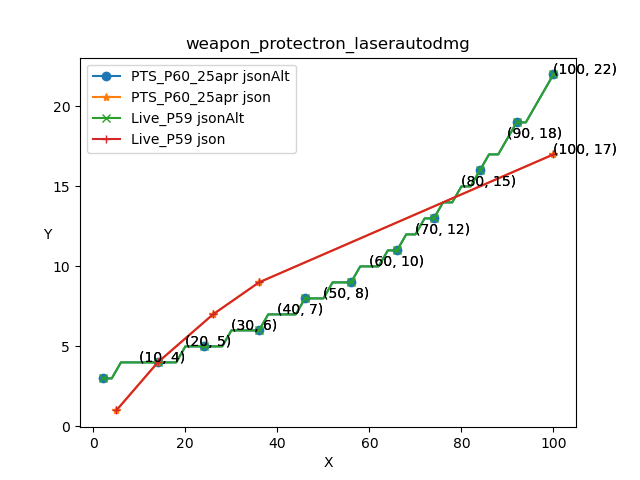 weapon_protectron_laserautodmg
PTS_P60_25apr jsonAlt
PTS_P60_25apr json
Live_P59 jsonAlt
Live_P59 json
(100, 22)
(90, 18)
(100, 17)
(80, 15)
(70, 12)
(60, 10)
(50, 8)
(40, 7)
(30, 6)
(20, 5)
(10, 4)
Y
20
15
10
5
0
0 20 40 60 80 100
X